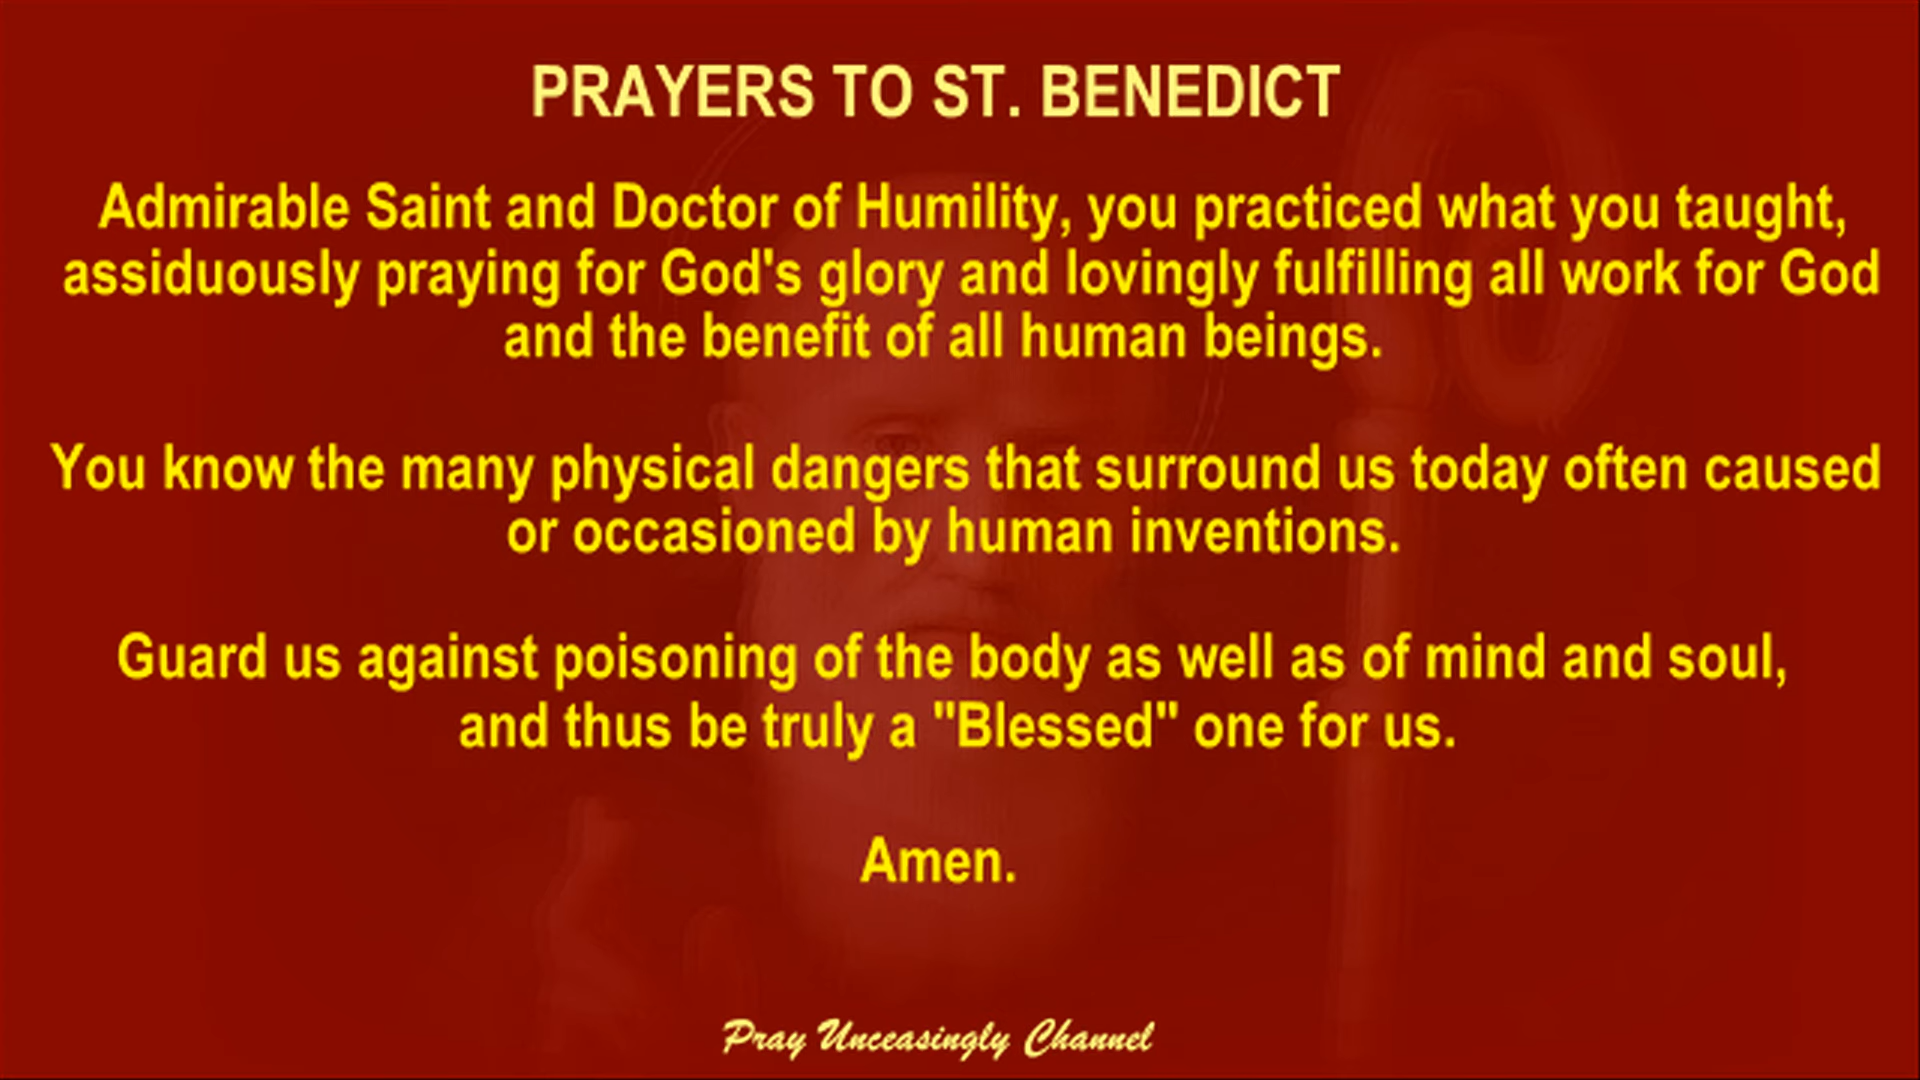 PRAYERS TO ST. BENEDICT
Admirable Saint and Doctor of Humility, you practiced what you taught,
assiduously praying for God's glory and lovingly fulfilling all work for God
and the benefit of all human beings.
You know the many physical dangers that surround us today often caused
or occasioned by human inventions.
Guard us against poisoning of the body as well as of mind and soul,
and thus be truly a "Blessed" one for us.
Amen.
Pray Unceasingly Channel